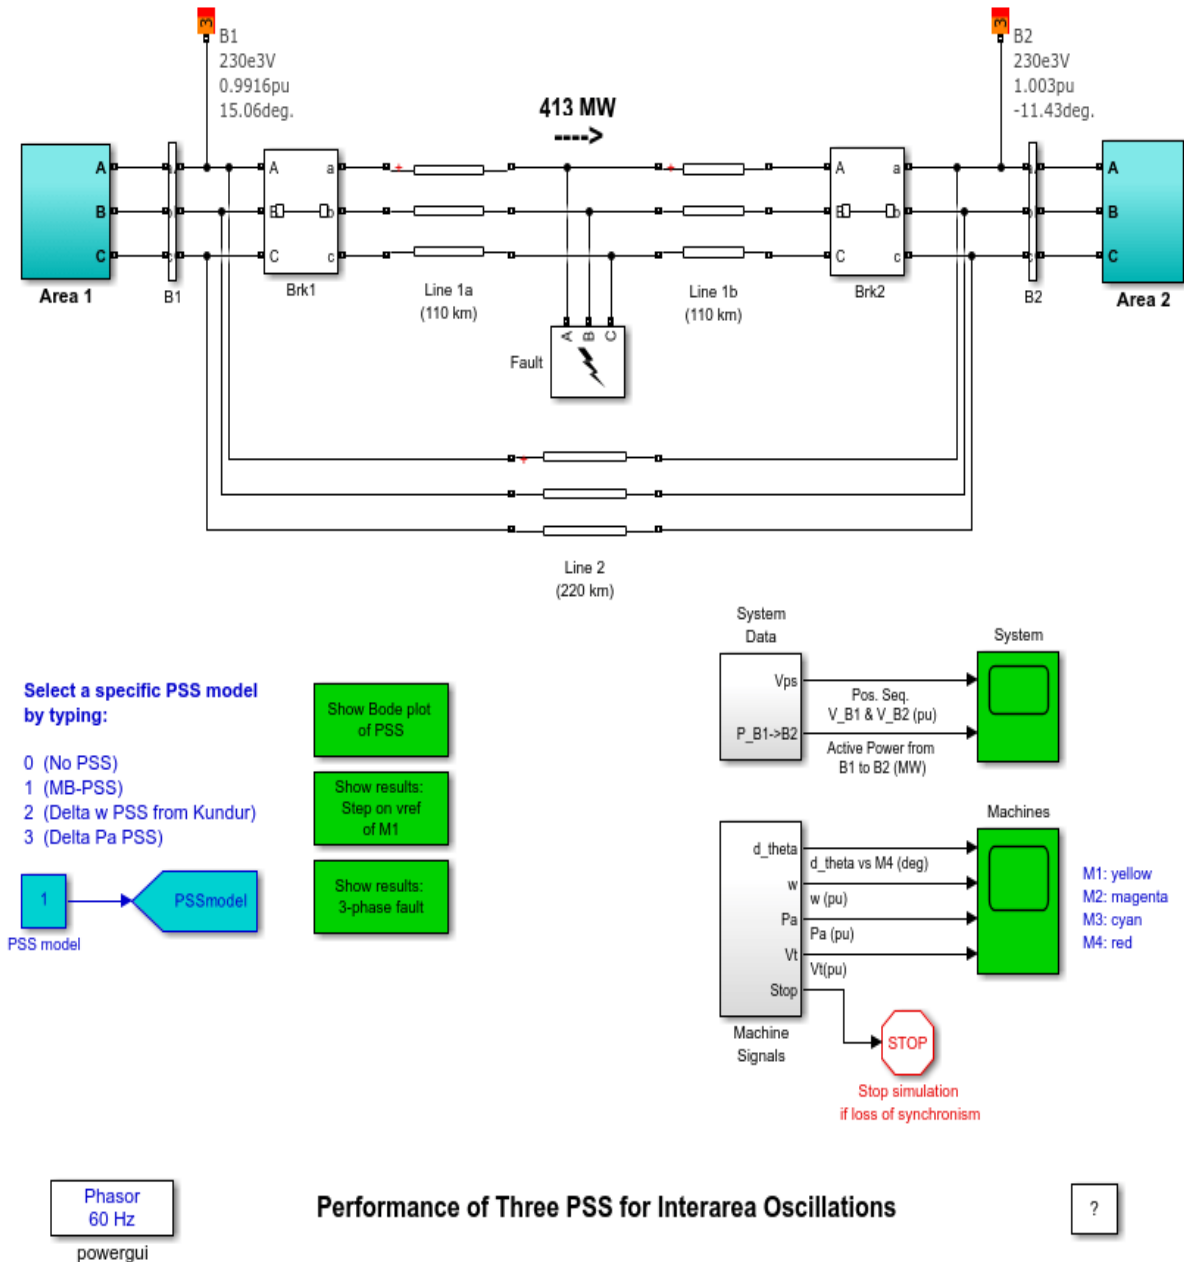 3
B1
230e3V
0.9916pu
15.06deg.
3
B2
230e3V
1.003pu
-11.43deg.
413 MW
---->
A
B
C
Area 1
a
b
c
B1
A
B
C
a
b
c
Brk1
Line 1a
(110 km)
Line 1b
(110 km)
A
B
C
a
b
c
Brk2
a
b
c
B2
A
B
C
Area 2
A
B
C
Fault
Line 2
(220 km)
System
Data
Vps
P_B1->B2
Pos. Seq.
V_B1 & V_B2 (pu)
Active Power from
B1 to B2 (MW)
System
Select a specific PSS model
by typing:
0 (No PSS)
1 (MB-PSS)
2 (Delta w PSS from Kundur)
3 (Delta Pa PSS)
1
PSS model
PSSmodel
Show Bode plot
of PSS
Show results:
Step on vref
of M1
Show results:
3-phase fault
d_theta
w
Pa
Vt
Stop
Machine
Signals
d_theta vs M4 (deg)
w (pu)
Pa (pu)
Vt(pu)
Machines
M1: yellow
M2: magenta
M3: cyan
M4: red
STOP
Stop simulation
if loss of synchronism
Phasor
60 Hz
powergui
Performance of Three PSS for Interarea Oscillations
?